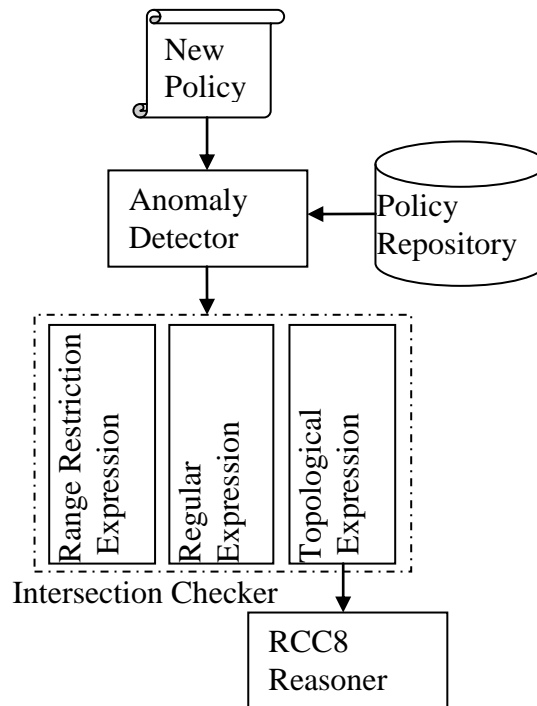 New
Policy
Anomaly
Detector
Policy
Repository
Range Restriction
Expression
Regular
Expression
Topological
Expression
Intersection Checker
RCC8
Reasoner